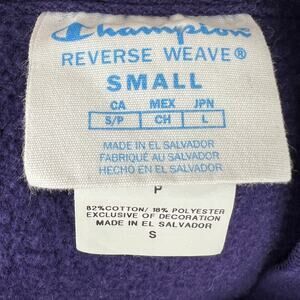 Champion
REVERSE WEAVE®
SMALL
CA MEX JPN
S/P CH L
MADE IN EL SALVADOR
FABRIQUÉ AU SALVADOR
HECHO EN EL SALVADOR
P
82%COTTON/ 18% POLYESTER
EXCLUSIVE OF DECORATION
MADE IN EL SALVADOR
S